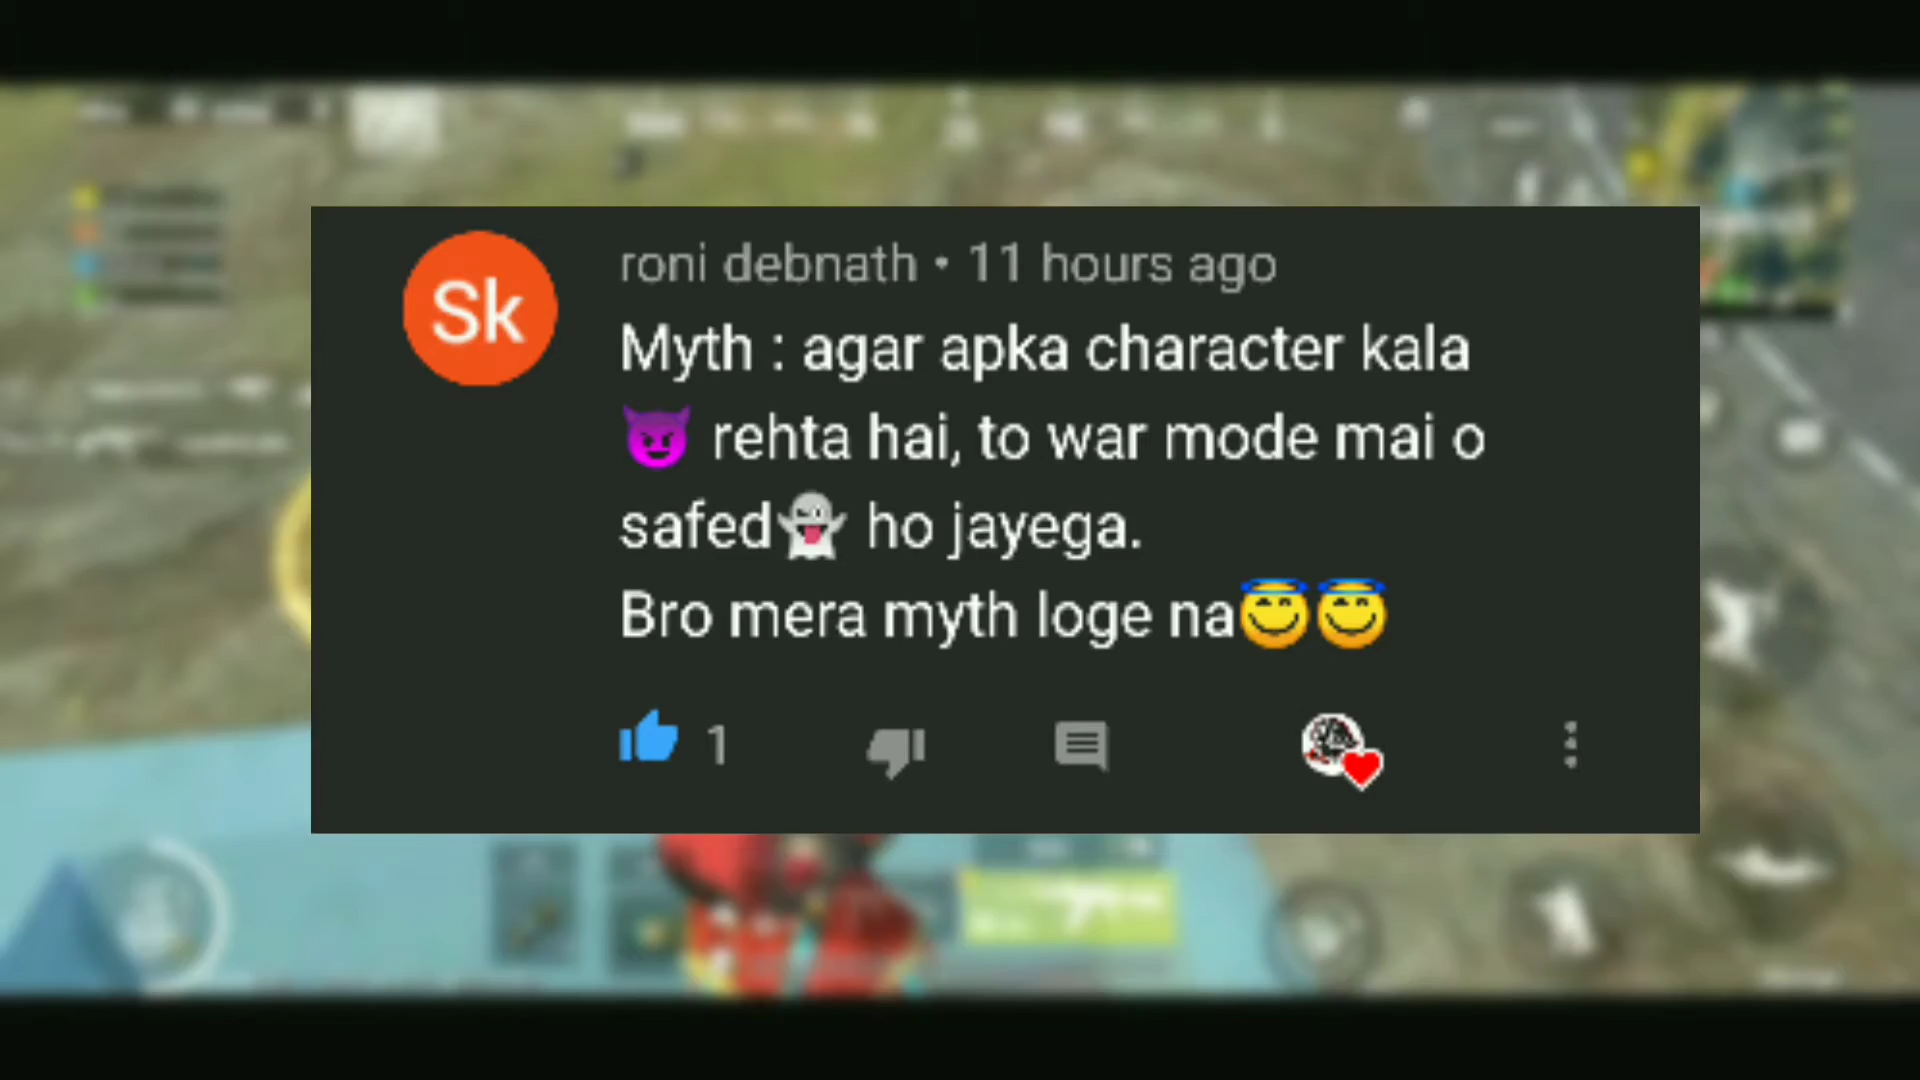 Sk
roni debnath • 11 hours ago
Myth : agar apka character kala
😈 rehta hai, to war mode mai o
safed👻 ho jayega.
Bro mera myth loge na😇😇
1